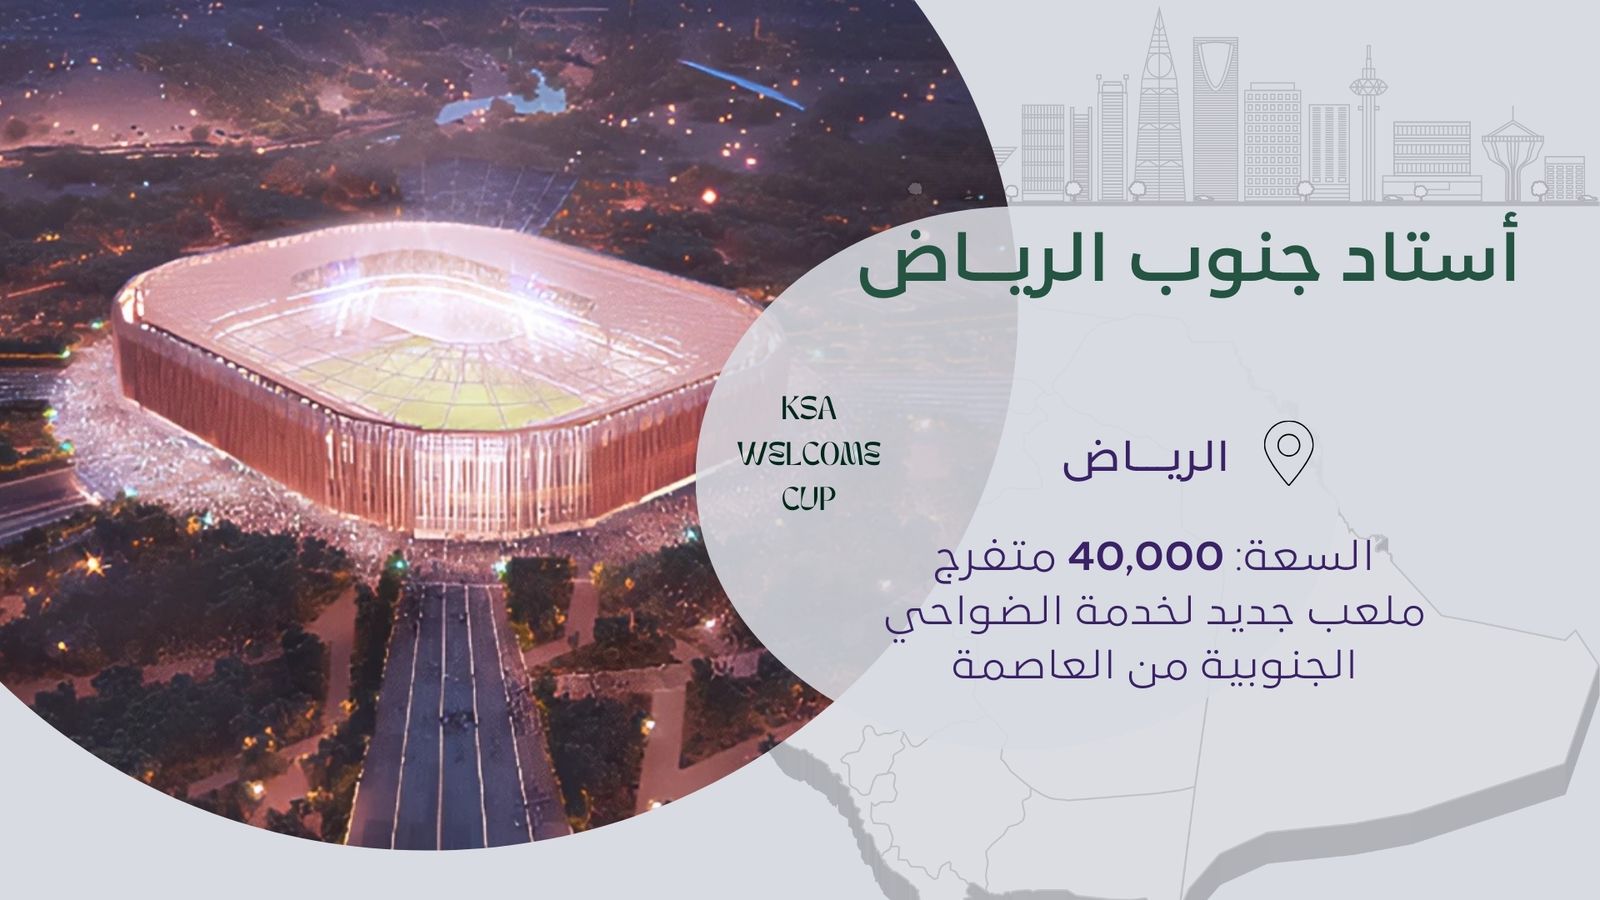 أستاد جنوب الريـاض
KSA
WELCOME
CUP
الريـاض
السعة: 40,000 متفرج
ملعب جديد لخدمة الضواحي
الجنوبية من العاصمة